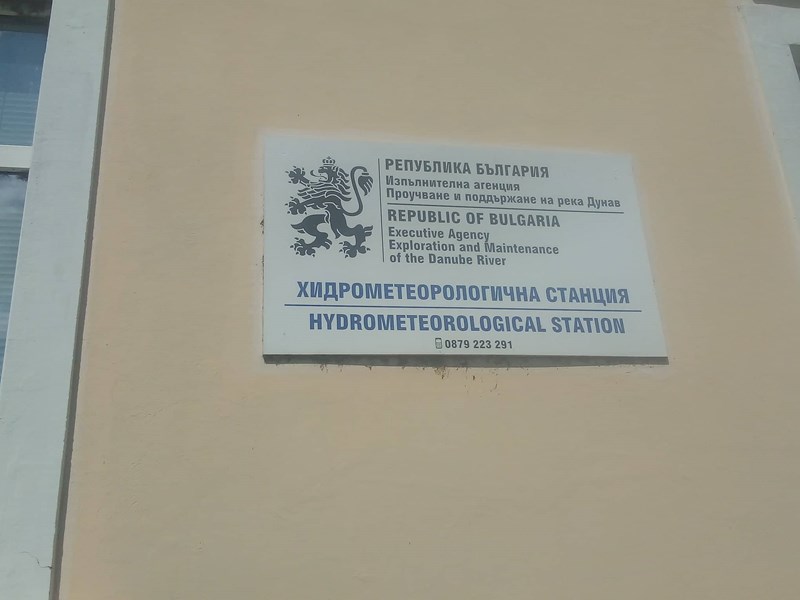 РЕПУБЛИКА БЪЛГАРИЯ
Изпълнителна агенция
Проучване и поддържане на река Дунав
REPUBLIC OF BULGARIA
Executive Agency
Exploration and Maintenance
of the Danube River
ХИДРОМЕТЕОРОЛОГИЧНА СТАНЦИЯ
HYDROMETEOROLOGICAL STATION
0879 223 291